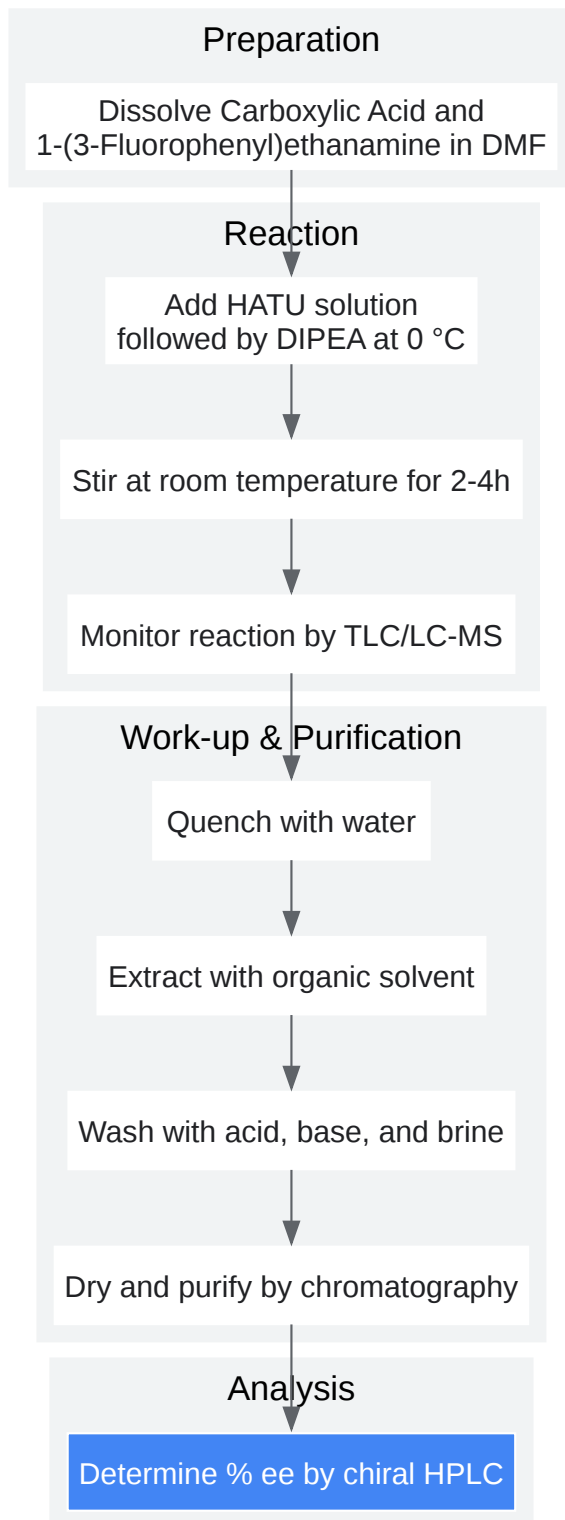 Preparation
Dissolve Carboxylic Acid and
1-(3-Fluorophenyl)ethanamine in DMF
Reaction
Add HATU solution
followed by DIPEA at 0 °C
Stir at room temperature for 2-4h
Monitor reaction by TLC/LC-MS
Work-up & Purification
Quench with water
Extract with organic solvent
Wash with acid, base, and brine
Dry and purify by chromatography
Analysis
Determine % ee by chiral HPLC